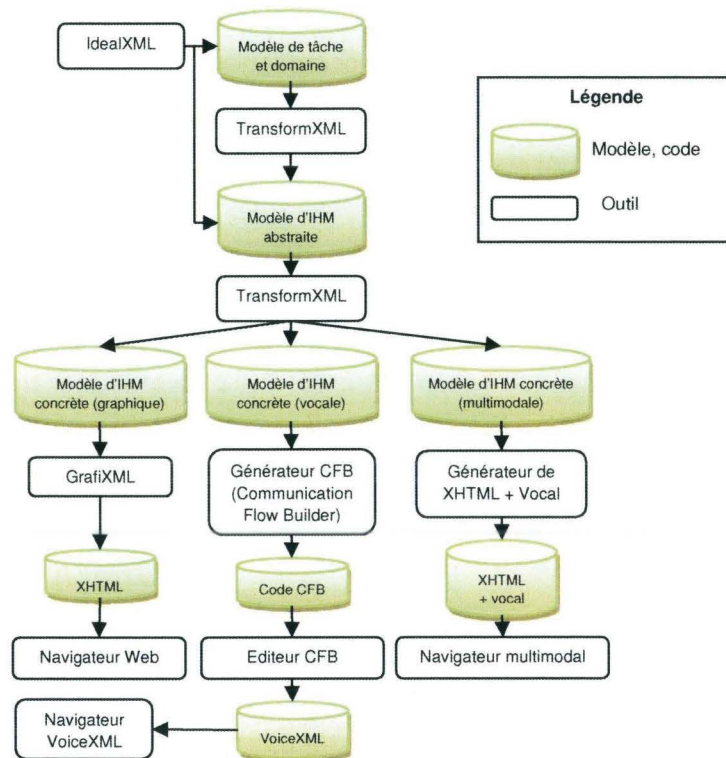 IdealXML
Modèle de tâche
et domaine
TransformXML
Modèle d'IHM
abstraite
TransformXML
Légende
Modèle, code
Outil
Modèle d'IHM
concrète (graphique)
Modèle d'IHM
concrète (vocale)
Modèle d'IHM concrète
(multimodale)
GrafiXML
Générateur CFB
(Communication
Flow Builder)
Générateur de
XHTML + Vocal
XHTML
Code CFB
XHTML
+ vocal
Navigateur Web
Editeur CFB
Navigateur multimodal
Navigateur
VoiceXML
VoiceXML